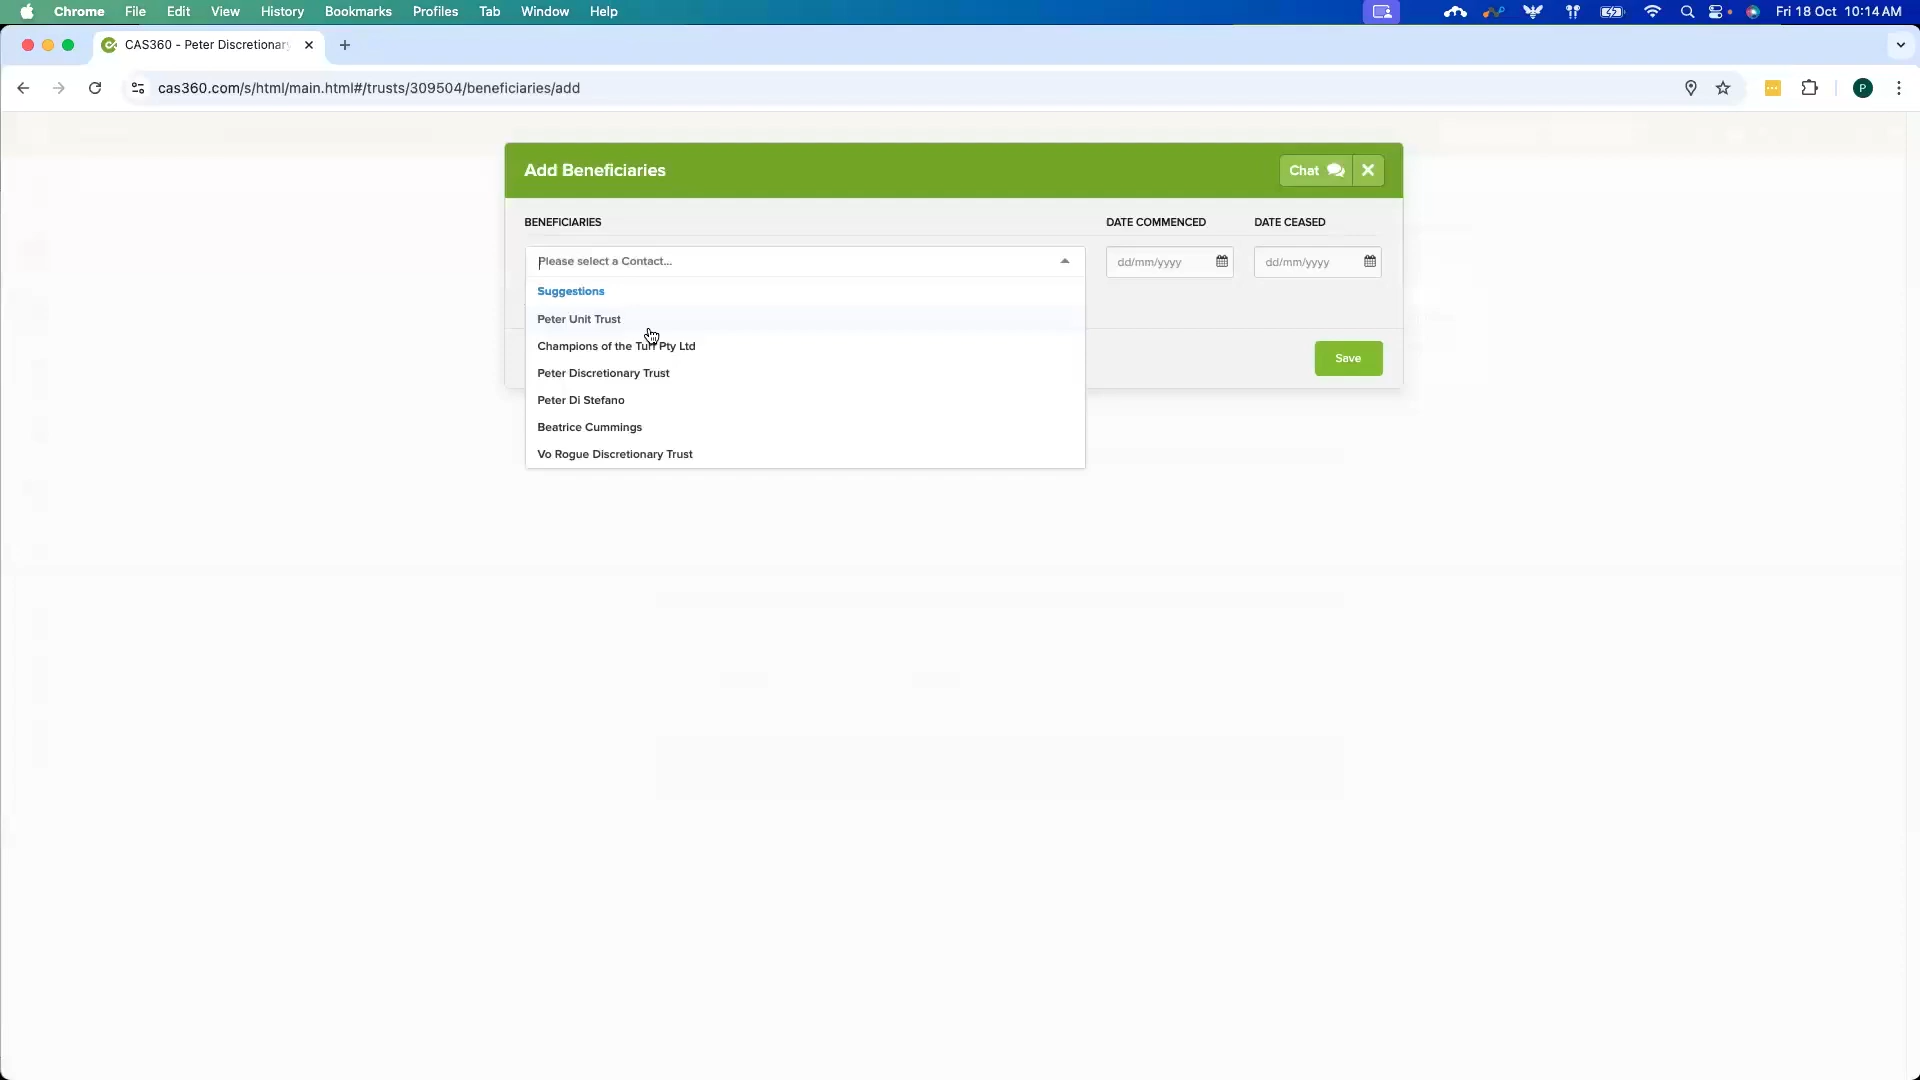 Chrome File Edit View History Bookmarks Profiles Tab Window Help Fri 18 Oct 10:14 AM
CAS360 - Peter Discretionary
cas360.com/s/html/main.html#/trusts/309504/beneficiaries/add P
Add Beneficiaries Chat
BENEFICIARIES DATE COMMENCED DATE CEASED
Please select a Contact... dd/mm/yyyy dd/mm/yyyy
Suggestions
Peter Unit Trust
Champions of the Turf Pty Ltd
Save
Peter Discretionary Trust
Peter Di Stefano
Beatrice Cummings
Vo Rogue Discretionary Trust